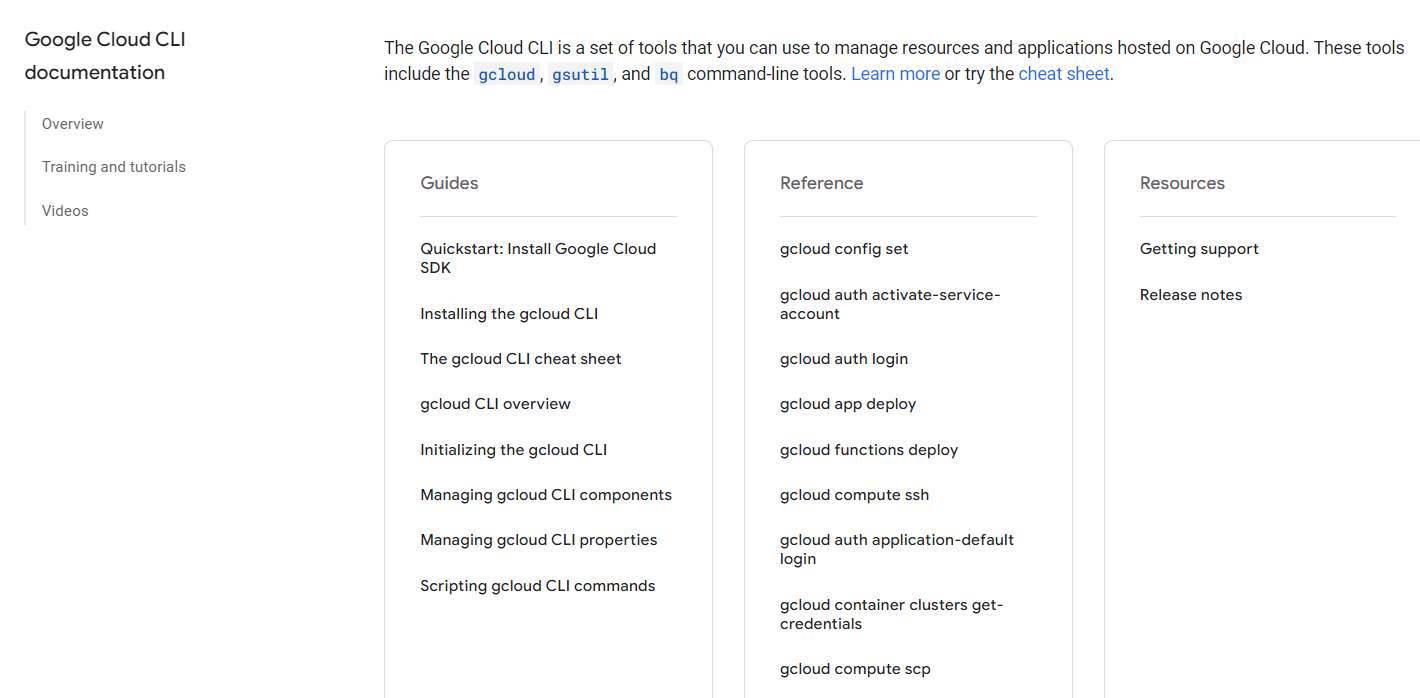 Google Cloud CLI
documentation
Overview
Training and tutorials
Videos
The Google Cloud CLI is a set of tools that you can use to manage resources and applications hosted on Google Cloud. These tools
include the gcloud, gsutil, and bq command-line tools. Learn more or try the cheat sheet.
Guides
Quickstart: Install Google Cloud
SDK
Installing the gcloud CLI
The gcloud CLI cheat sheet
gcloud CLI overview
Initializing the gcloud CLI
Managing gcloud CLI components
Managing gcloud CLI properties
Scripting gcloud CLI commands
Reference
gcloud config set
gcloud auth activate-service-
account
gcloud auth login
gcloud app deploy
gcloud functions deploy
gcloud compute ssh
gcloud auth application-default
login
gcloud container clusters get-
credentials
gcloud compute scp
Resources
Getting support
Release notes